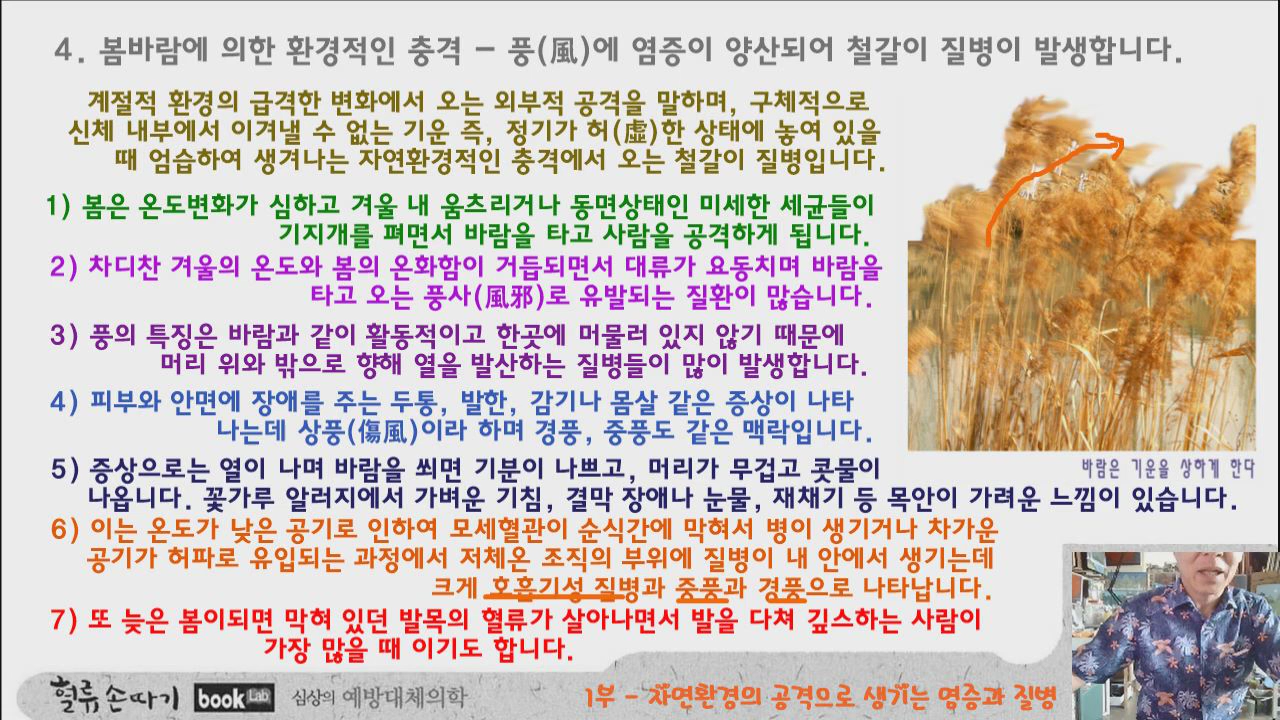 4. 봄바람에 의한 환경적인 충격 - 풍(風)에 염증이 양산되어 철갈이 질병이 발생합니다.
계절적 환경의 급격한 변화에서 오는 외부적 공격을 말하며, 구체적으로
신체 내부에서 이겨낼 수 없는 기운 즉, 정기가 허(虛)한 상태에 놓여 있을
때 엄습하여 생겨나는 자연환경적인 충격에서 오는 철갈이 질병입니다.
1) 봄은 온도변화가 심하고 겨울 내 움츠리거나 동면상태인 미세한 세균들이
기지개를 펴면서 바람을 타고 사람을 공격하게 됩니다.
2) 차디찬 겨울의 온도와 봄의 온화함이 거듭되면서 대류가 요동치며 바람을
타고 오는 풍사(風邪)로 유발되는 질환이 많습니다.
3) 풍의 특징은 바람과 같이 활동적이고 한곳에 머물러 있지 않기 때문에
머리 위와 밖으로 향해 열을 발산하는 질병들이 많이 발생합니다.
4) 피부와 안면에 장애를 주는 두통, 발한, 감기나 몸살 같은 증상이 나타
나는데 상풍(傷風)이라 하며 경풍, 중풍도 같은 맥락입니다.
5) 증상으로는 열이 나며 바람을 쐬면 기분이 나쁘고, 머리가 무겁고 콧물이
나옵니다. 꽃가루 알러지에서 가벼운 기침, 결막 장애나 눈물, 재채기 등 목안이 가려운 느낌이 있습니다.
바람은 기운을 상하게 한다
6) 이는 온도가 낮은 공기로 인하여 모세혈관이 순식간에 막혀서 병이 생기거나 차가운
공기가 허파로 유입되는 과정에서 저체온 조직의 부위에 질병이 내 안에서 생기는데
크게 호흡기성 질병과 중풍과 경풍으로 나타납니다.
7) 또 늦은 봄이되면 막혀 있던 발목의 혈류가 살아나면서 발을 다쳐 깊스하는 사람이
가장 많을 때 이기도 합니다.
혈류 손따기 book Lab 심상의 예방대체의학
1부 - 자연환경의 공격으로 생기는 염증과 질병